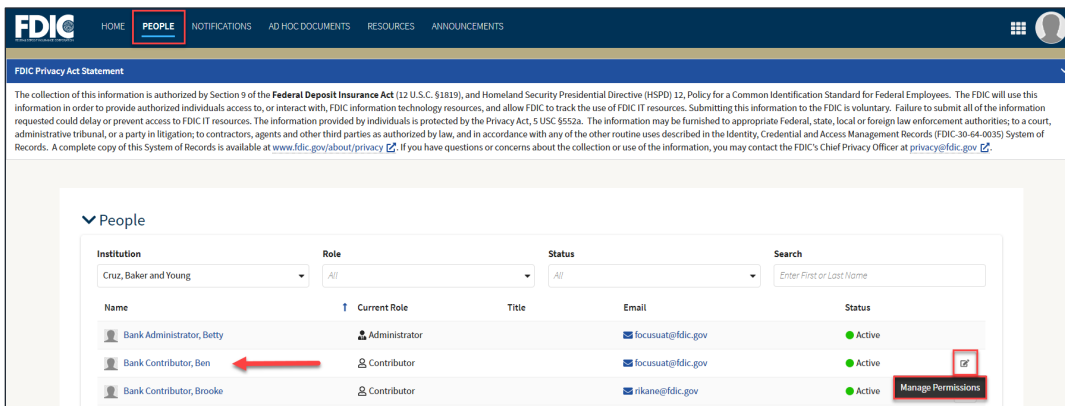 FDIC HOME PEOPLE NOTIFICATIONS AD HOC DOCUMENTS RESOURCES ANNOUNCEMENTS
FDIC Privacy Act Statement
The collection of this information is authorized by Section 9 of the Federal Deposit Insurance Act (12 U.S.C. §1819), and Homeland Security Presidential Directive (HSPD) 12, Policy for a Common Identification Standard for Federal Employees. The FDIC will use this
information in order to provide authorized individuals access to, or interact with, FDIC information technology resources, and allow FDIC to track the use of FDIC IT resources. Submitting this information to the FDIC is voluntary. Failure to submit all of the information
requested could delay or prevent access to FDIC IT resources. The information provided by individuals is protected by the Privacy Act, 5 USC §552a. The information may be furnished to appropriate Federal, state, local or foreign law enforcement authorities; to a court,
administrative tribunal, or a party in litigation; to contractors, agents and other third parties as authorized by law, and in accordance with any of the other routine uses described in the Identity, Credential and Access Management Records (FDIC-30-64-0035) System of
Records. A complete copy of this System of Records is available at www.fdic.gov/about/privacy. If you have questions or concerns about the collection or use of the information, you may contact the FDIC's Chief Privacy Officer at privacy@fdic.gov.
People
Institution Role Status Search
Cruz, Baker and Young All All Enter First or Last Name
Name Current Role Title Email Status
Bank Administrator, Betty Administrator focusuat@fdic.gov Active
Bank Contributor, Ben Contributor focusuat@fdic.gov Active
Bank Contributor, Brooke Contributor rikane@fdic.gov Active Manage Permissions